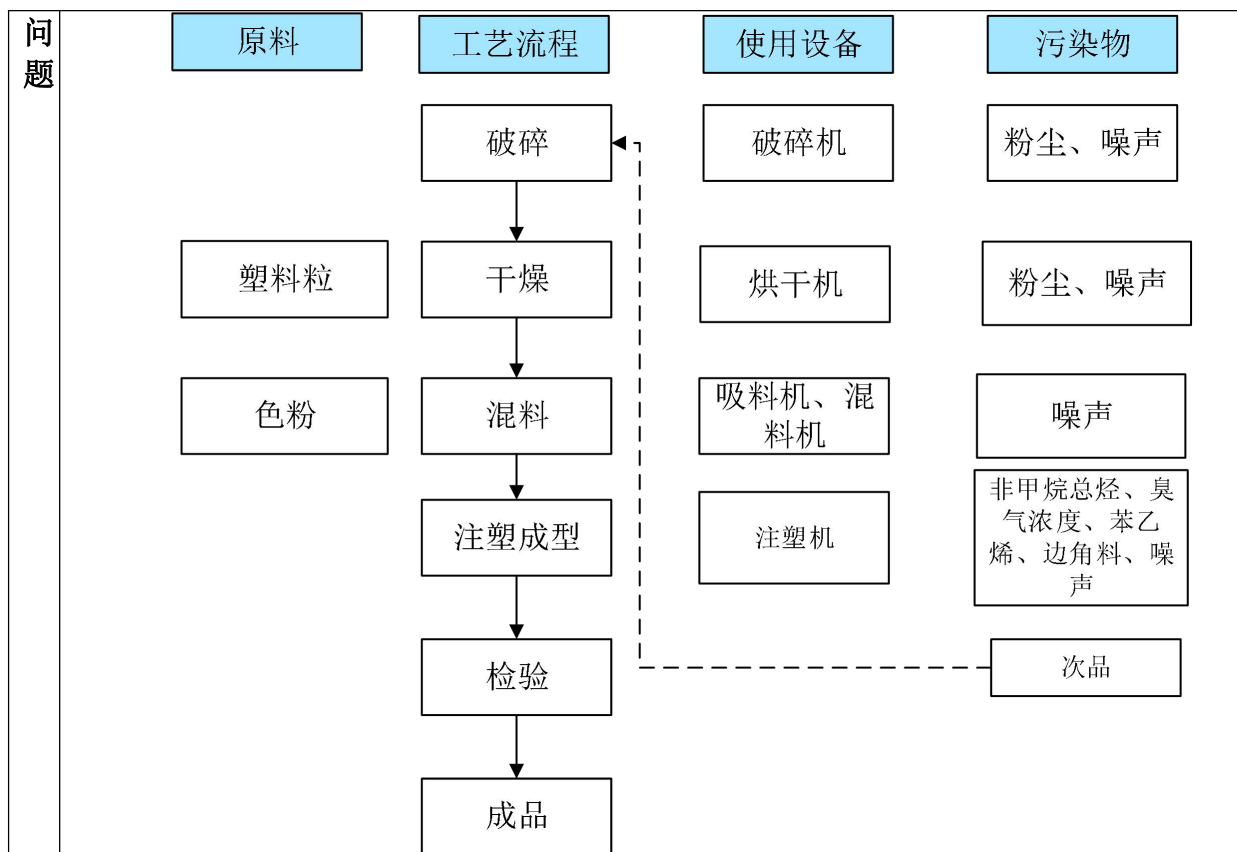 问
题
原料
工艺流程
使用设备
污染物
破碎
破碎机
粉尘、噪声
塑料粒
干燥
烘干机
粉尘、噪声
色粉
混料
吸料机、混
料机
噪声
注塑成型
注塑机
非甲烷总烃、臭
气浓度、苯乙
烯、边角料、噪
声
检验
次品
成品